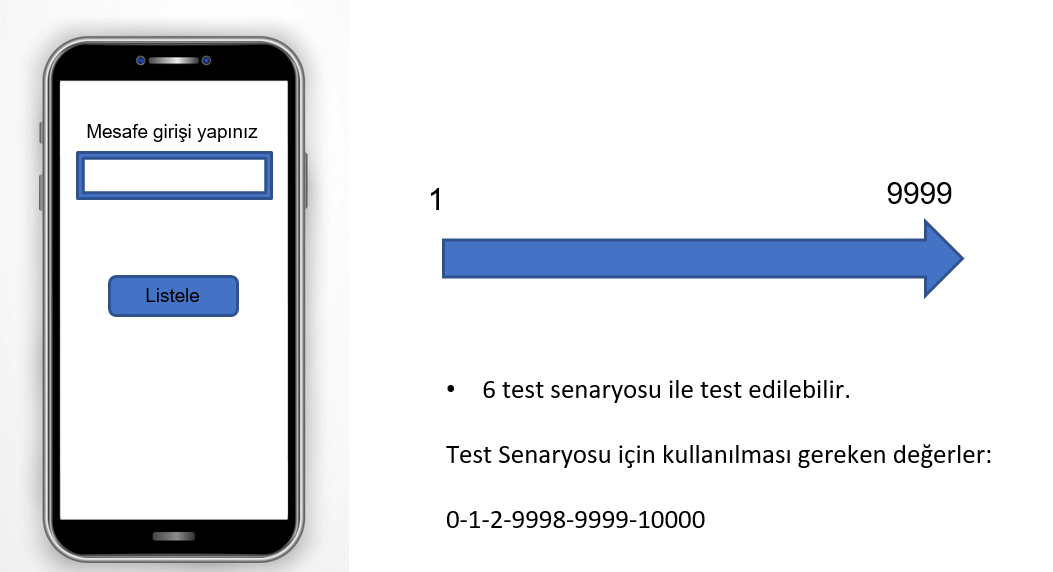 Mesafe girişi yapınız
Listele
1
9999
• 6 test senaryosu ile test edilebilir.
Test Senaryosu için kullanılması gereken değerler:
0-1-2-9998-9999-10000